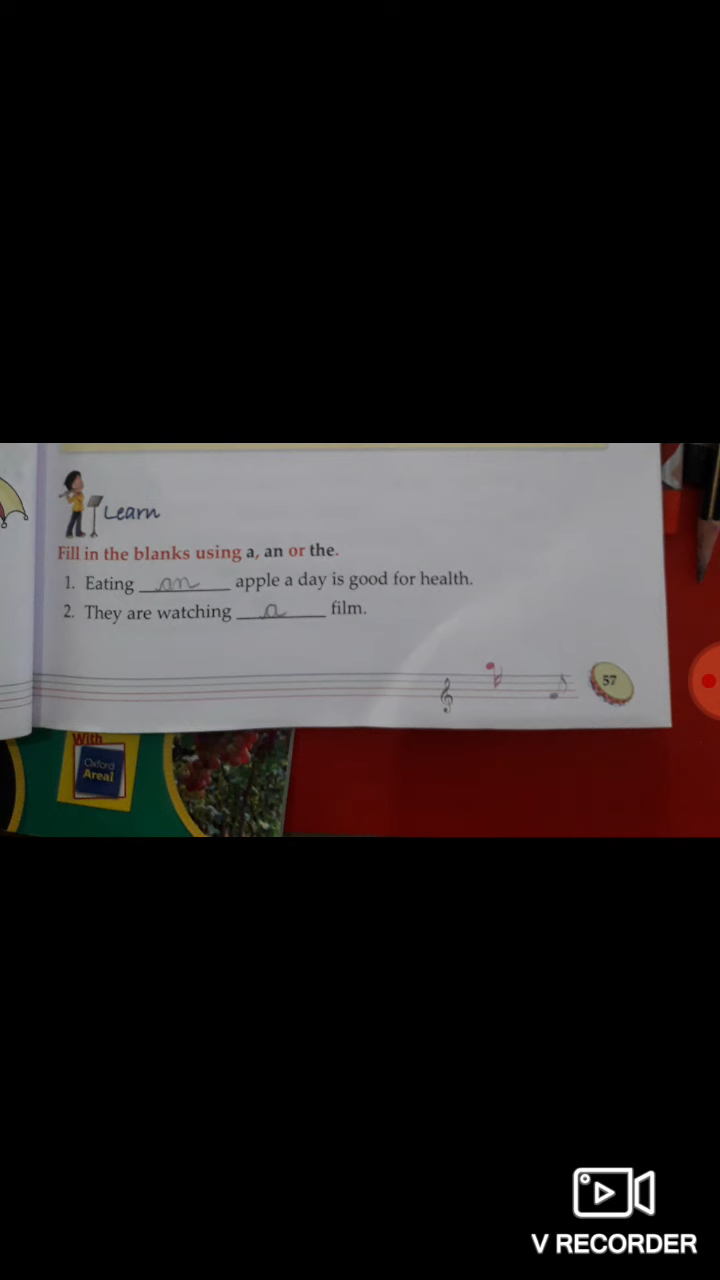 Learn
Fill in the blanks using a, an or the.
1. Eating an apple a day is good for health.
2. They are watching a film.
57
With
Oxford
Areal
V RECORDER